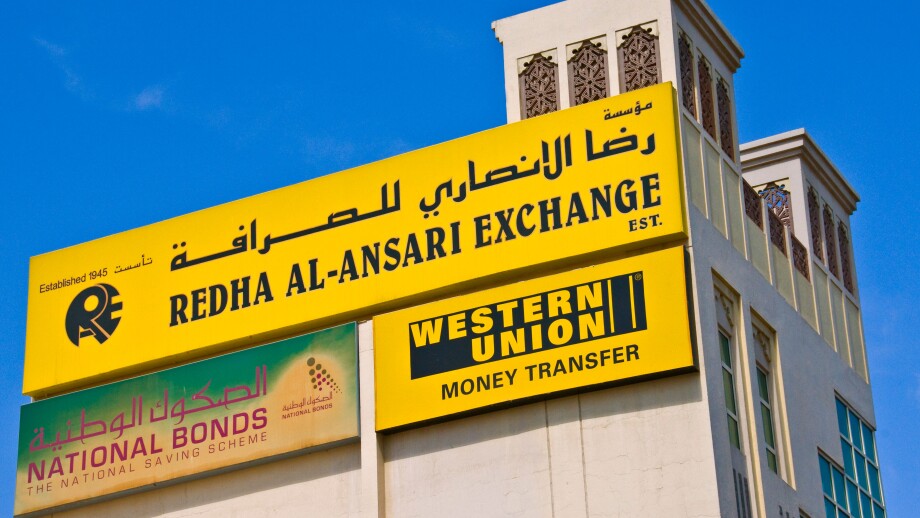 مؤسسة
رضا الانصاري للصرافة
Established 1945 تأسست
REDHA AL-ANSARI EXCHANGE
EST.
WESTERN
UNION
MONEY TRANSFER
الصكوك الوطنية
NATIONAL BONDS
THE NATIONAL SAVING SCHEME
الصكوك الوطنية
NATIONAL BONDS